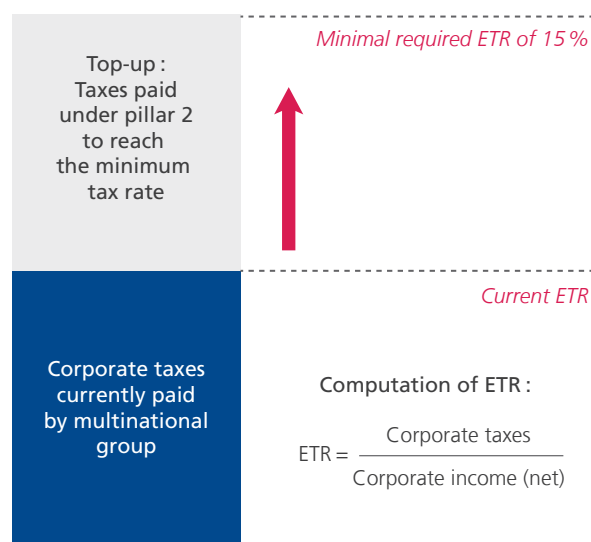 Minimal required ETR of 15 %
Top-up :
Taxes paid
under pillar 2
to reach
the minimum
tax rate
Current ETR
Corporate taxes
currently paid
by multinational
group
Computation of ETR :
ETR = Corporate taxes
Corporate income (net)